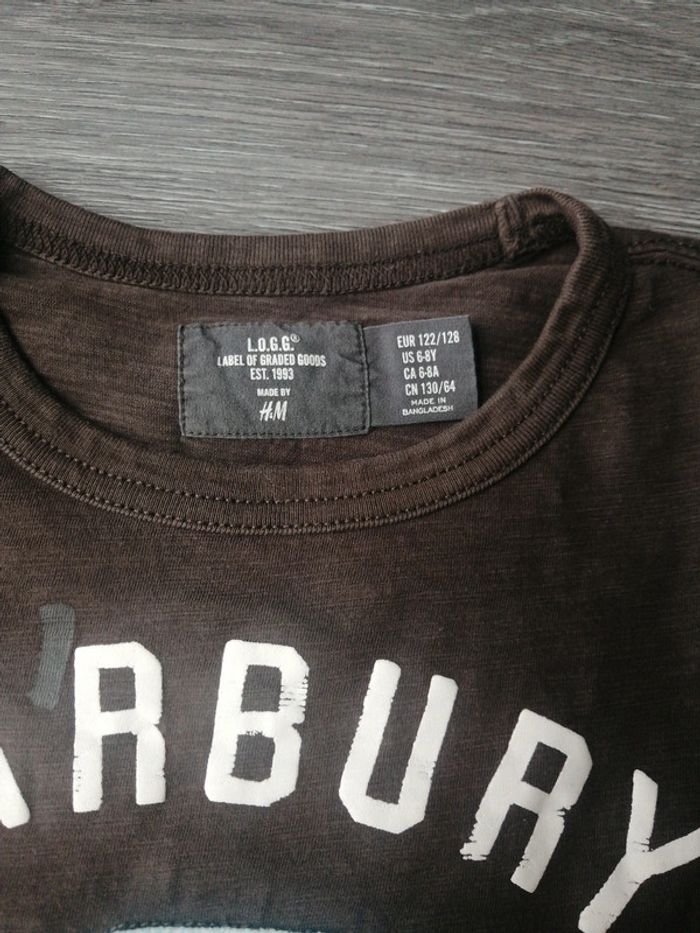 L.O.G.G.®
LABEL OF GRADED GOODS
EST. 1993
MADE BY
H&M
EUR 122/128
US 6-8Y
CA 6-8A
CN 130/64
MADE IN
BANGLADESH
ARBURY